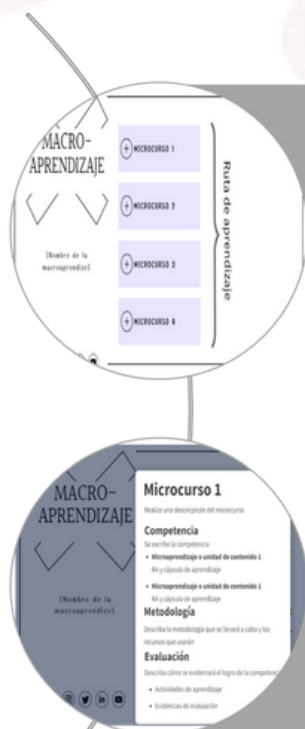 MACRO-
APRENDIZAJE
[Nombre de la
macroaprendize]
MICROCURSO 1
MICROCURSO 2
MICROCURSO 3
MICROCURSO 4
Ruta de aprendizaje
MACRO-
APRENDIZAJE
[Nombre de la
macroaprendize]
Microcurso 1
Realice una descripción del microcurso
Competencia
Se escribe la competencia
• Microaprendizaje o unidad de contenido 1
RA y cápsula de aprendizaje
• Microaprendizaje o unidad de contenido 1
RA y cápsula de aprendizaje
Metodología
Describa la metodología que se llevará a cabo y los
recursos que usarán
Evaluación
Describa cómo se evidenciará el logro de la competenci
• Actividades de aprendizaje
• Evidencias de evaluación